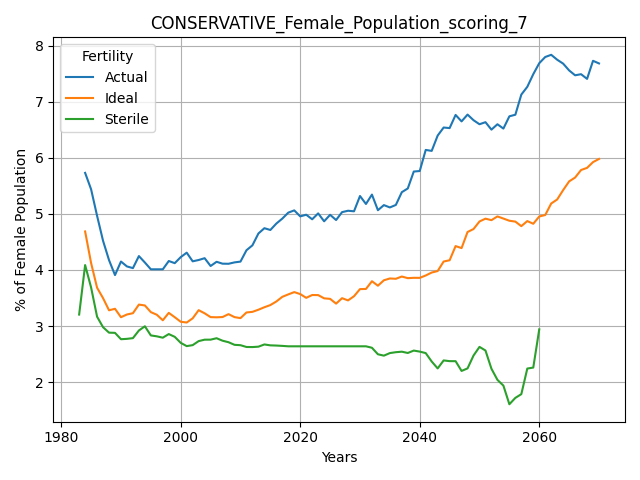 CONSERVATIVE_Female_Population_scoring_7
Fertility
Actual
Ideal
Sterile
% of Female Population
8
7
6
5
4
3
2
1980
2000
2020
2040
2060
Years